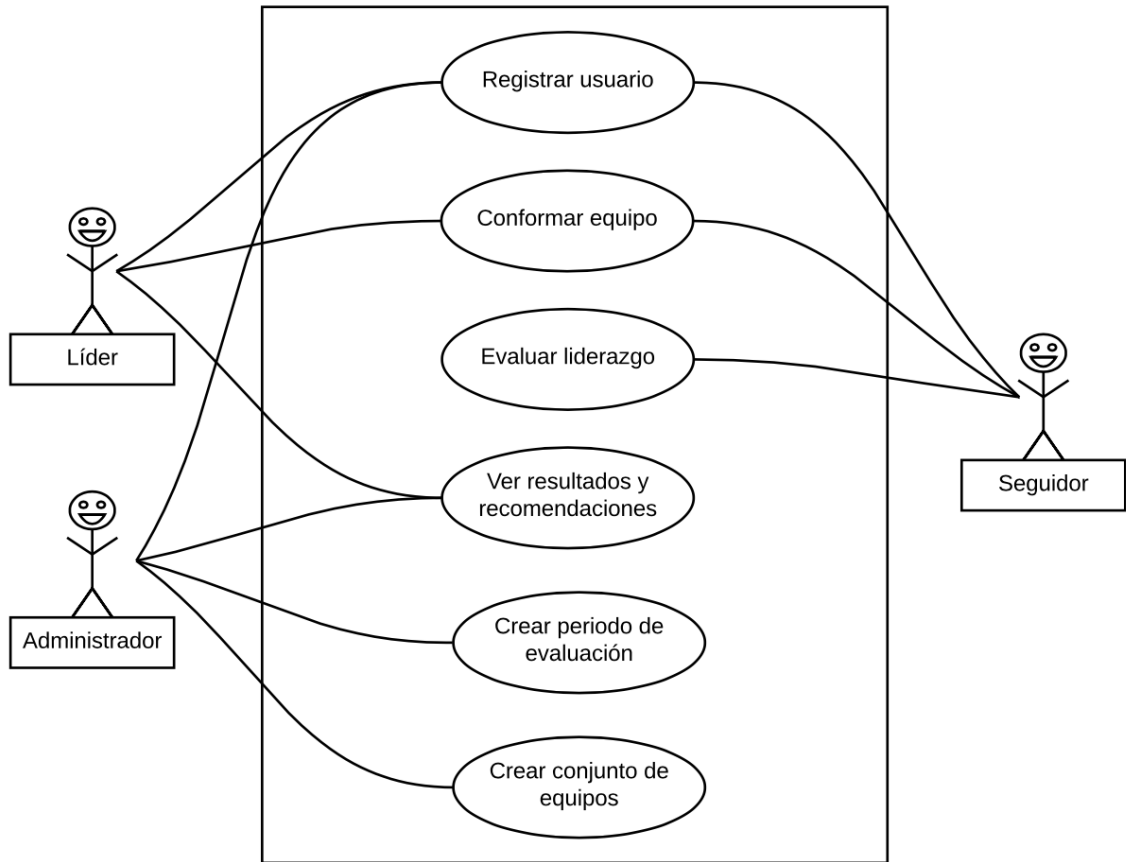 Registrar usuario
Conformar equipo
Evaluar liderazgo
Líder
Ver resultados y
recomendaciones
Seguidor
Administrador
Crear periodo de
evaluación
Crear conjunto de
equipos